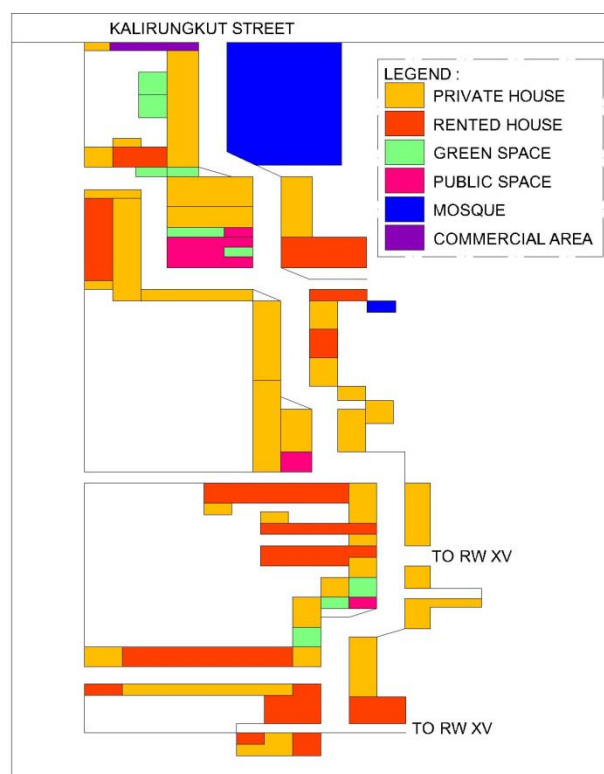 KALIRUNGKUT STREET
LEGEND :
PRIVATE HOUSE
RENTED HOUSE
GREEN SPACE
PUBLIC SPACE
MOSQUE
COMMERCIAL AREA
TO RW XV
TO RW XV